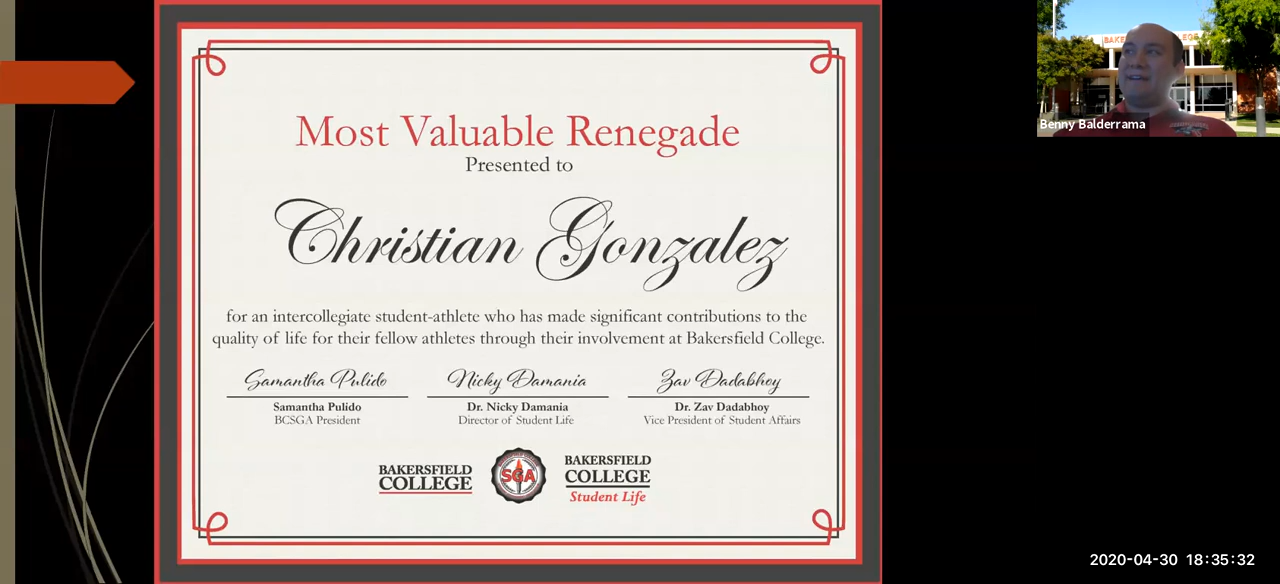 Most Valuable Renegade
Presented to
Christian Gonzalez
for an intercollegiate student-athlete who has made significant contributions to the
quality of life for their fellow athletes through their involvement at Bakersfield College.
Samantha Pulido Nicky Damania Zav Dadabhoy
Samantha Pulido Dr. Nicky Damania Dr. Zav Dadabhoy
BCSGA President Director of Student Life Vice President of Student Affairs
BAKERSFIELD
COLLEGE
SGA
BAKERSFIELD
COLLEGE
Student Life
Benny Balderrama
2020-04-30 18:35:32